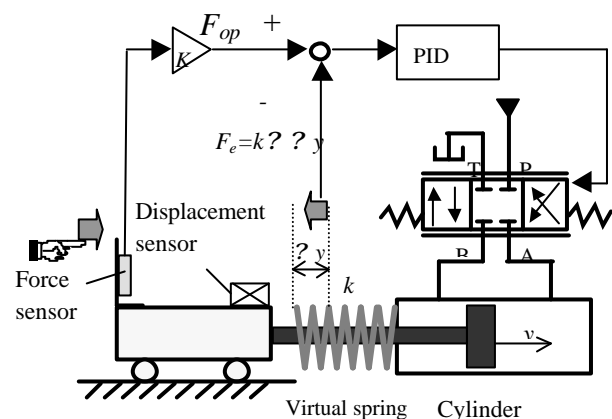 F_op
+
K
PID
-
F_e=k? ? y
T
P
Displacement
sensor
? y
B
A
k
Force
sensor
y
Virtual spring
Cylinder